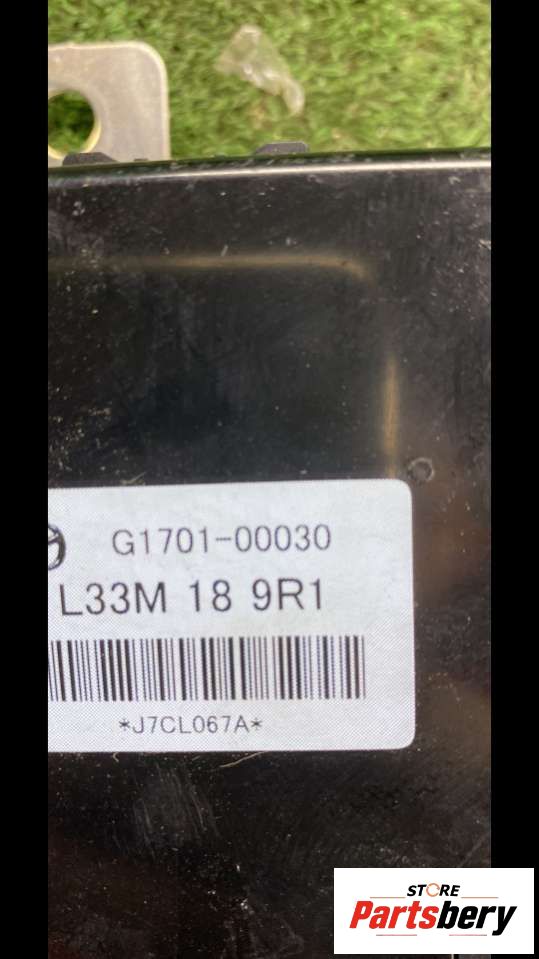 G1701-00030
L33M 18 9R1
*J7CL067A*
STORE
Partsbery